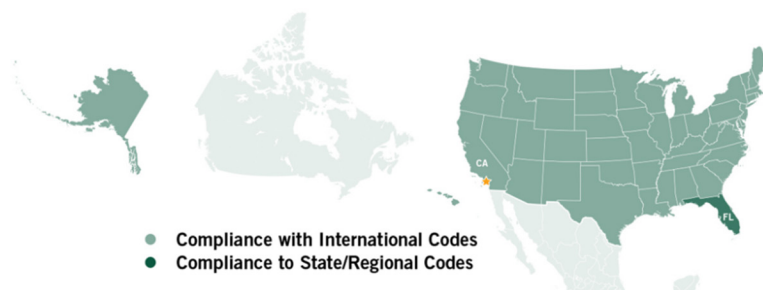 CA
FL
Compliance with International Codes
Compliance to State/Regional Codes